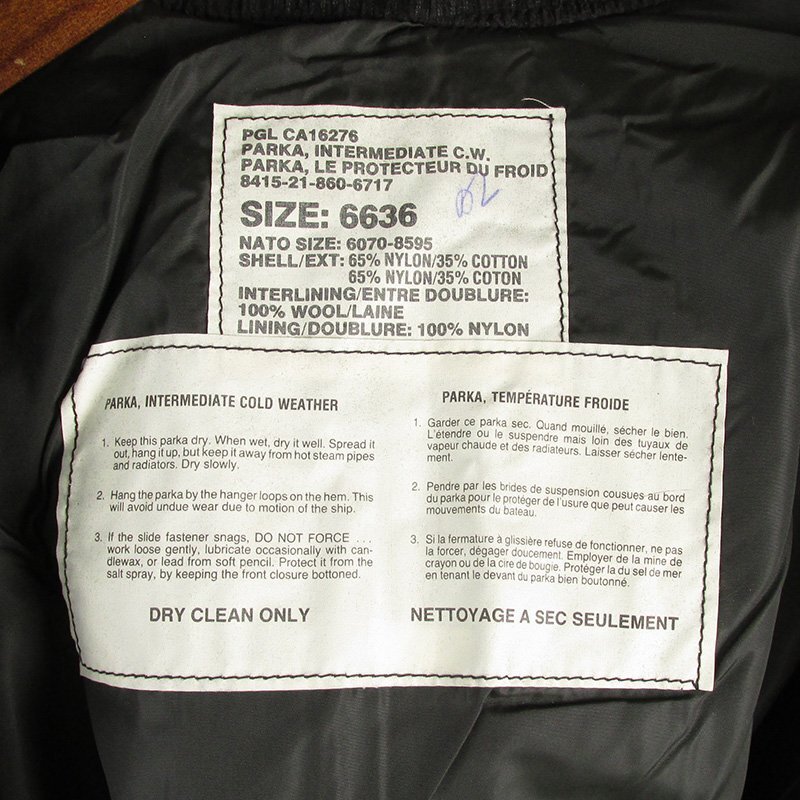 PGL CA16276
PARKA, INTERMEDIATE C.W.
PARKA, LE PROTECTEUR DU FROID
8415-21-860-6717
SIZE: 6636
NATO SIZE: 6070-8595
SHELL/EXT: 65% NYLON/35% COTTON
65% NYLON/35% COTON
INTERLINING/ENTRE DOUBLURE:
100% WOOL/LAINE
LINING/DOUBLURE: 100% NYLON
PARKA, INTERMEDIATE COLD WEATHER
1. Keep this parka dry. When wet, dry it well. Spread it
out, hang it up, but keep it away from hot steam pipes
and radiators. Dry slowly.
2. Hang the parka by the hanger loops on the hem. This
will avoid undue wear due to motion of the ship.
3. If the slide fastener snags, DO NOT FORCE ...
work loose gently, lubricate occasionally with can-
dlewax, or lead from soft pencil. Protect it from the
salt spray, by keeping the front closure bottoned.
DRY CLEAN ONLY
PARKA, TEMPÉRATURE FROIDE
1. Garder ce parka sec. Quand mouillé, sécher le bien.
L'étendre ou le suspendre mais loin des tuyaux de
vapeur chaude et des radiateurs. Laisser sécher lente-
ment.
2. Pendre par les brides de suspension cousues au bord
du parka pour le protéger de l'usure que peut causer les
mouvements du bateau.
3. Si la fermature à glissière refuse de fonctionner, ne pas
la forcer, dégager doucement. Employer de la mine de
crayon ou de la cire de bougie. Protéger du sel de mer
en tenant le devant du parka bien boutonné.
NETTOYAGE A SEC SEULEMENT